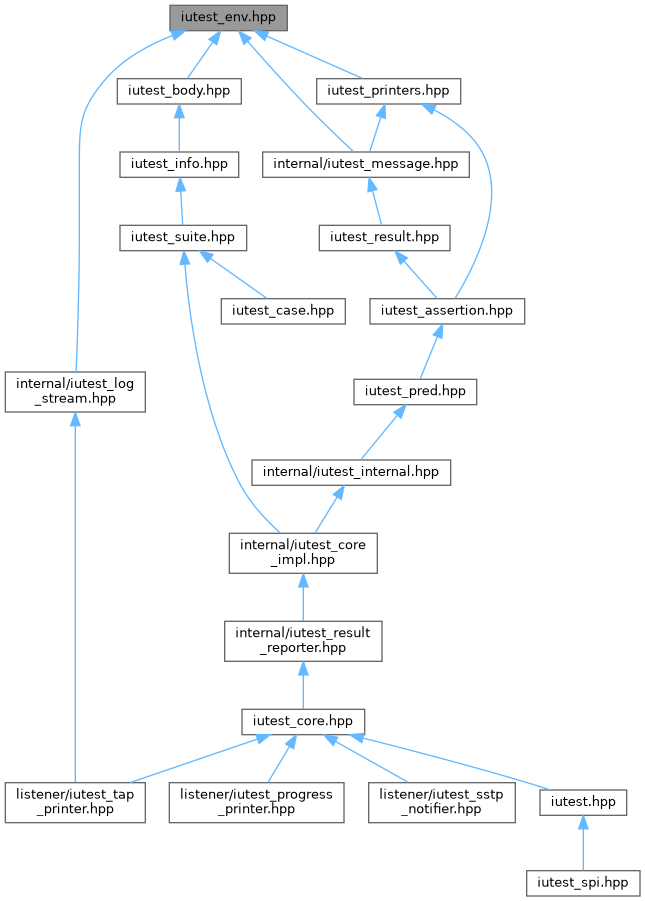 iutest_env.hpp
iutest_body.hpp
iutest_printers.hpp
iutest_info.hpp
internal/iutest_message.hpp
iutest_suite.hpp
iutest_result.hpp
iutest_case.hpp
iutest_assertion.hpp
internal/iutest_log
_stream.hpp
iutest_pred.hpp
internal/iutest_internal.hpp
internal/iutest_core
_impl.hpp
internal/iutest_result
_reporter.hpp
iutest_core.hpp
listener/iutest_tap
_printer.hpp
listener/iutest_progress
_printer.hpp
listener/iutest_sstp
_notifier.hpp
iutest.hpp
iutest_spi.hpp